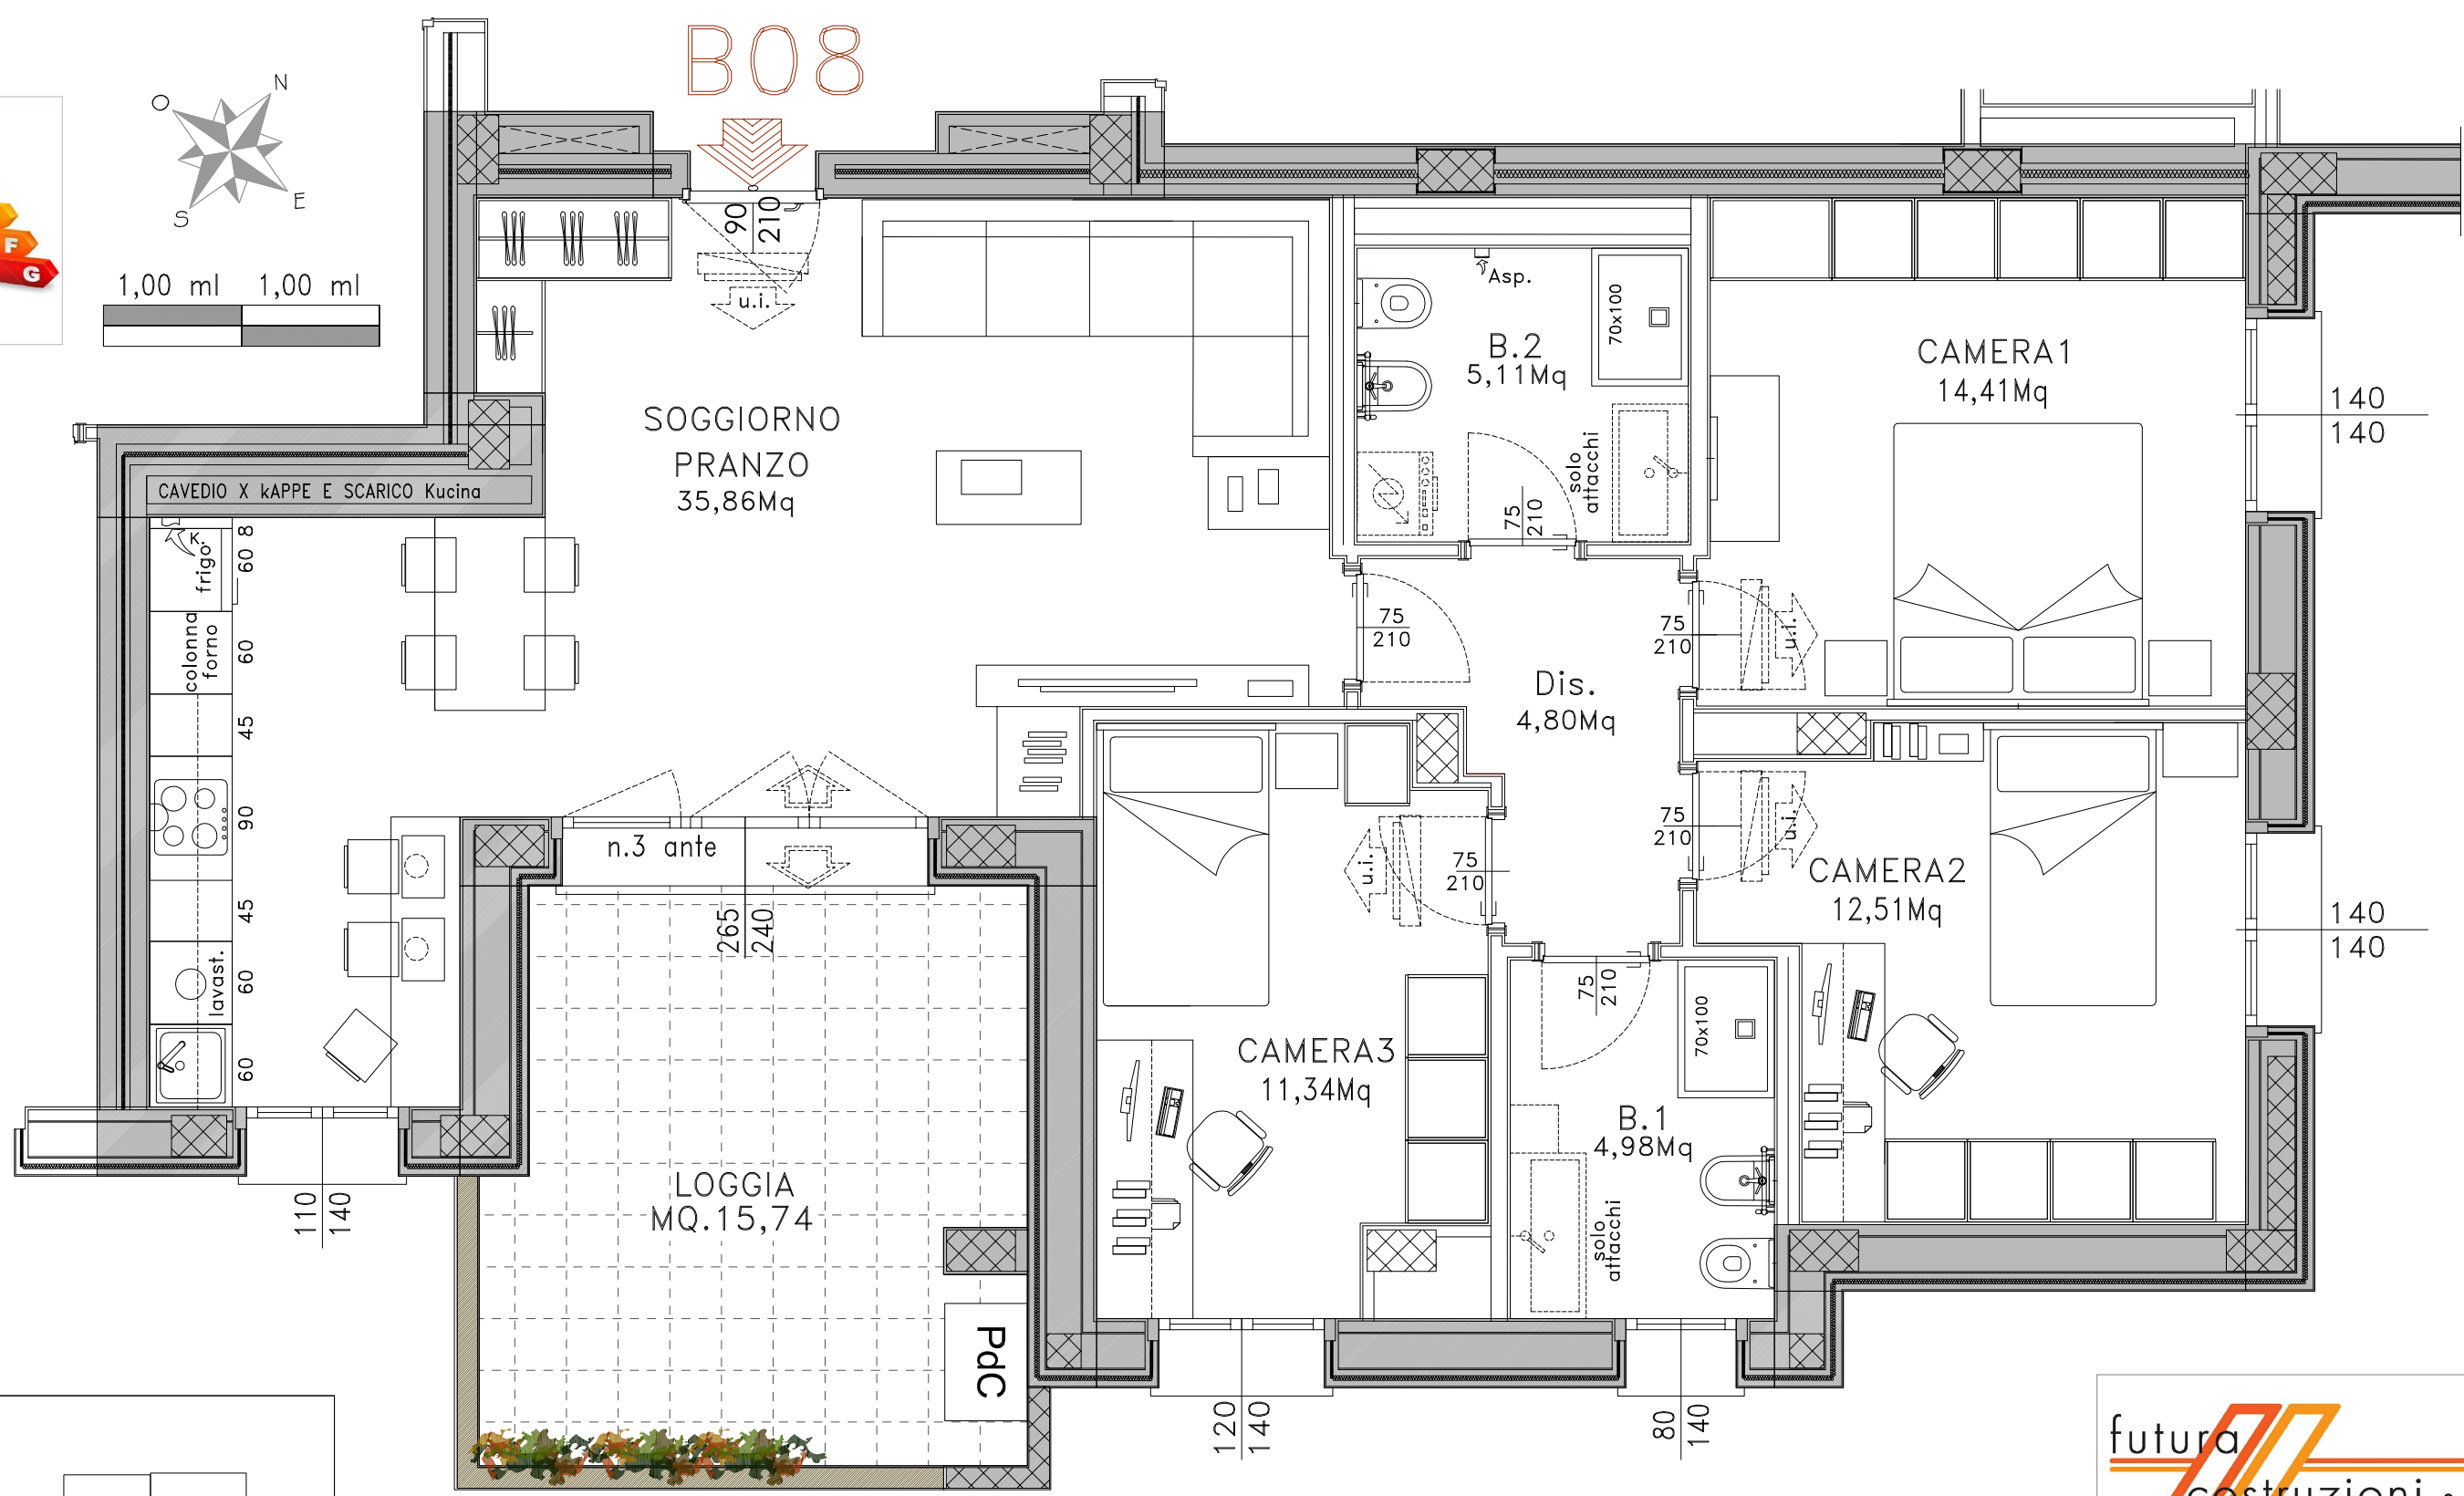 B08
N
O
E
S
F
G
1,00 ml 1,00 ml
90
210
u.i.
Asp.
70x100
B.2
5,11Mq
CAMERA1
14,41Mq
140
140
SOGGIORNO
PRANZO
35,86Mq
solo
attacchi
CAVEDIO X kAPPE E SCARICO Kucina
75
210
K.
frigo
8
60
colonna
forno
60
75
210
75
210
u.i.
Dis.
4,80Mq
45
90
n.3 ante
265
240
75
210
u.i.
75
210
u.i.
CAMERA2
12,51Mq
140
140
45
lavast.
60
60
75
210
70x100
CAMERA3
11,34Mq
B.1
4,98Mq
LOGGIA
MQ.15,74
110
140
solo
attacchi
PdC
120
140
80
140
futura
costruzioni